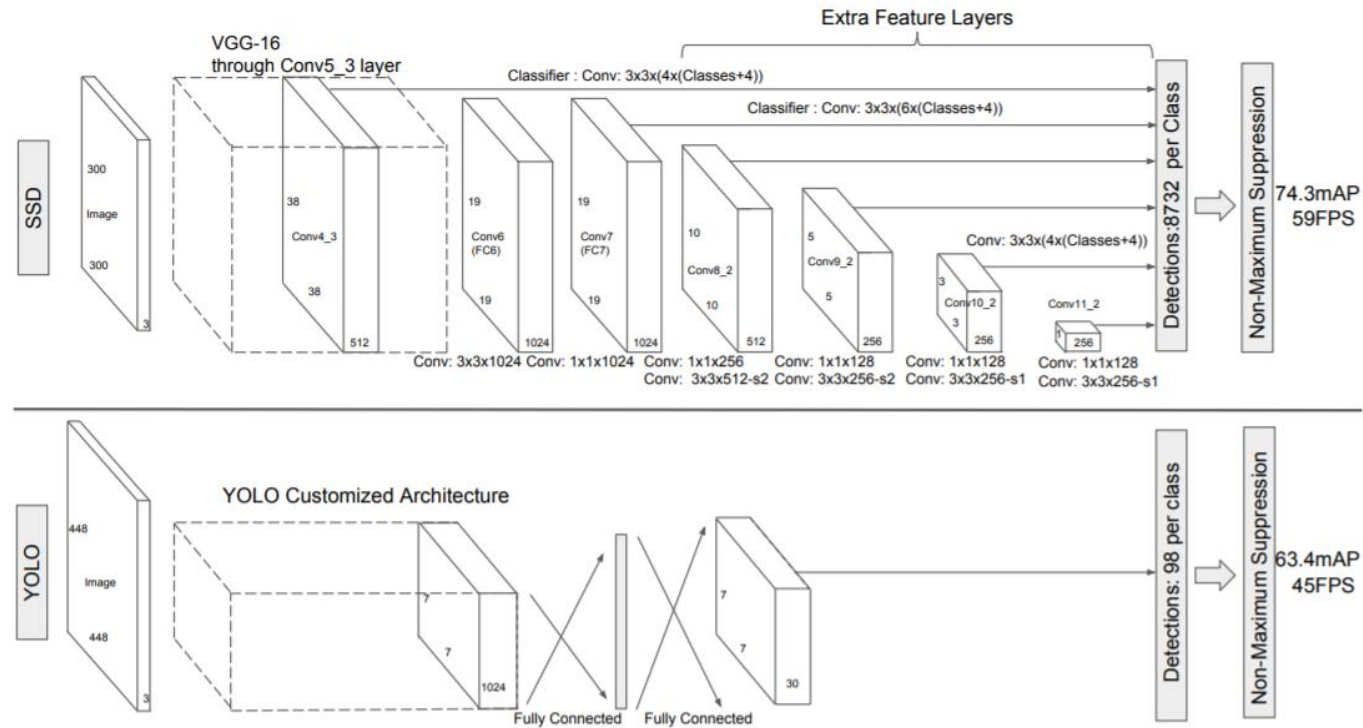 Extra Feature Layers
VGG-16
through Conv5_3 layer
Classifier : Conv: 3x3x(4x(Classes+4))
Classifier : Conv: 3x3x(6x(Classes+4))
SSD
300
Image
300
3
38
Conv4_3
38
512
19
Conv6
(FC6)
19
1024
19
Conv7
(FC7)
19
1024
10
Conv8_2
10
512
5
Conv9_2
5
256
Conv: 3x3x(4x(Classes+4))
3
Conv10_2
3
256
Conv11_2
1
256
Conv: 3x3x1024
Conv: 1x1x1024
Conv: 1x1x256
Conv: 3x3x512-s2
Conv: 1x1x128
Conv: 3x3x256-s2
Conv: 1x1x128
Conv: 3x3x256-s1
Conv: 1x1x128
Conv: 3x3x256-s1
Detections:8732 per Class
Non-Maximum Suppression
74.3mAP
59FPS
YOLO
448
Image
448
3
YOLO Customized Architecture
7
7
1024
Fully Connected
Fully Connected
7
7
30
Detections: 98 per class
Non-Maximum Suppression
63.4mAP
45FPS